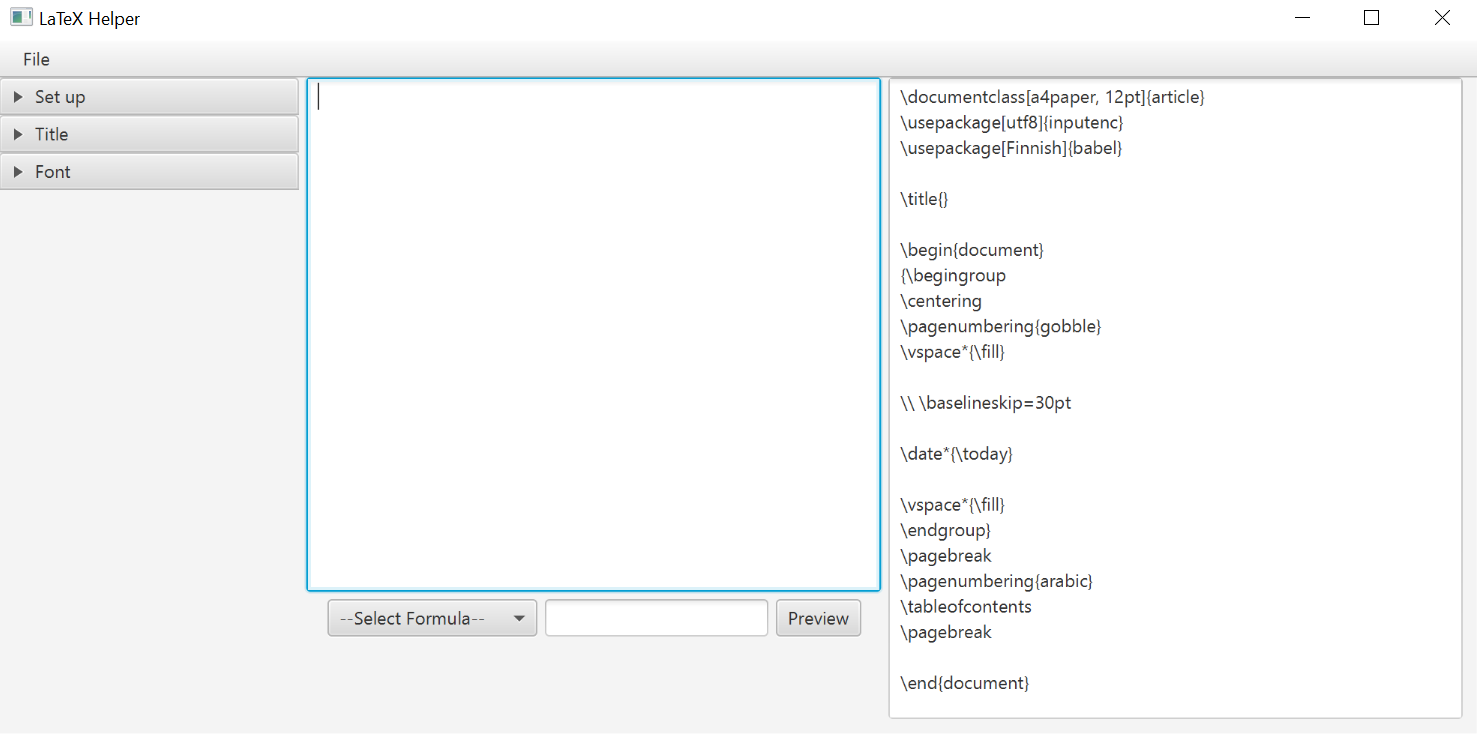 LaTeX Helper
File
Set up
Title
Font
--Select Formula--
Preview
\documentclass[a4paper, 12pt]{article}
\usepackage[utf8]{inputenc}
\usepackage[Finnish]{babel}
\title{}
\begin{document}
{\begingroup
\centering
\pagenumbering{gobble}
\vspace*{\fill}
\\ \baselineskip=30pt
\date*{\today}
\vspace*{\fill}
\endgroup}
\pagebreak
\pagenumbering{arabic}
\tableofcontents
\pagebreak
\end{document}